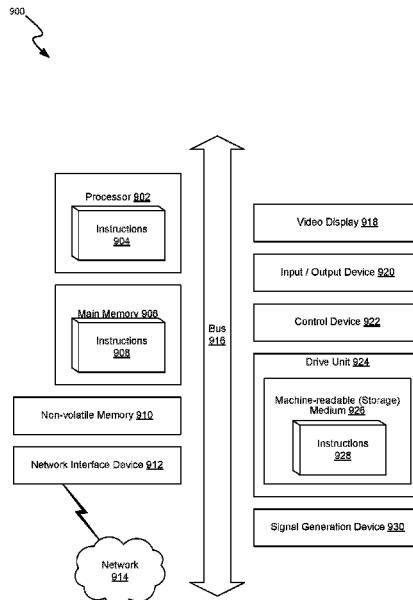 900
Processor 902
Instructions
904
Main Memory 906
Instructions
908
Non-volatile Memory 910
Network Interface Device 912
Network
914
Bus
916
Video Display 918
Input / Output Device 920
Control Device 922
Drive Unit 924
Machine-readable (Storage)
Medium 926
Instructions
928
Signal Generation Device 930